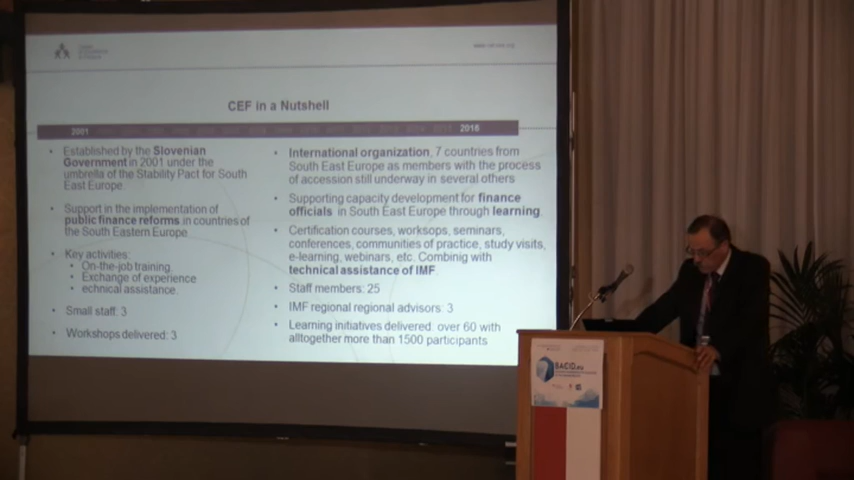 CEF in a Nutshell
2001
2016
• Established by the Slovenian
Government in 2001 under the
umbrella of the Stability Pact for South
East Europe.
• Support in the implementation of
public finance reforms in countries of
the South Eastern Europe
• Key activities:
• On-the-job training.
• Exchange of experience
• echnical assistance.
• Small staff: 3
• Workshops delivered: 3
• International organization, 7 countries from
South East Europe as members with the process
of accession still underway in several others
• Supporting capacity development for finance
officials in South East Europe through learning.
• Certification courses, worksops, seminars,
conferences, communities of practice, study visits,
e-learning, webinars, etc. Combinig with
technical assistance of IMF.
• Staff members: 25
• IMF regional regional advisors: 3
• Learning initiatives delivered: over 60 with
alltogether more than 1500 participants
BACID.eu